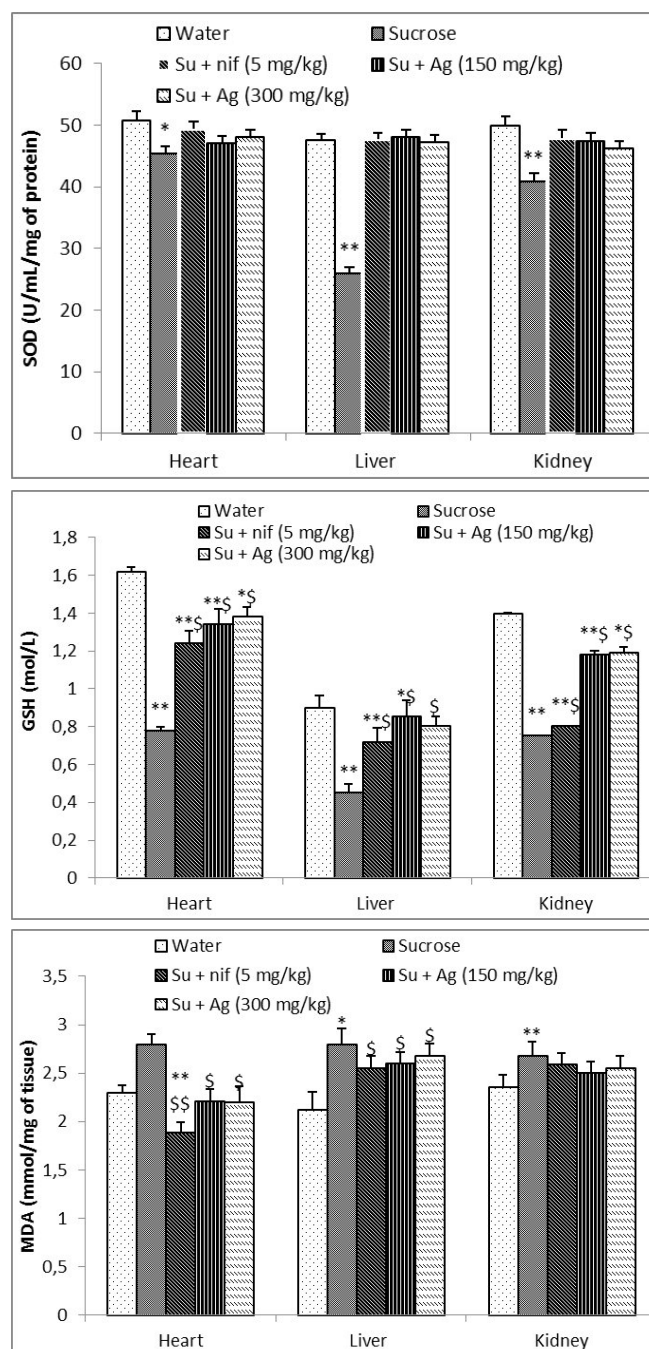 Water Sucrose
Su + nif (5 mg/kg) Su + Ag (150 mg/kg)
Su + Ag (300 mg/kg)
60
50
40
30
20
10
0
SOD (U/mL/mg of protein)
* ** **
Heart Liver Kidney
Water Sucrose
Su + nif (5 mg/kg) Su + Ag (150 mg/kg)
Su + Ag (300 mg/kg)
1,8
1,6
1,4
1,2
1
0,8
0,6
0,4
0,2
0
GSH (mol/L)
** **$ **$ *$
** **$ *$ $
** **$ **$ *$
Heart Liver Kidney
Water Sucrose
Su + nif (5 mg/kg) Su + Ag (150 mg/kg)
Su + Ag (300 mg/kg)
3,5
3
2,5
2
1,5
1
0,5
0
MDA (mmol/mg of tissue)
**
$$ $ $
* $ $ $
**
Heart Liver Kidney